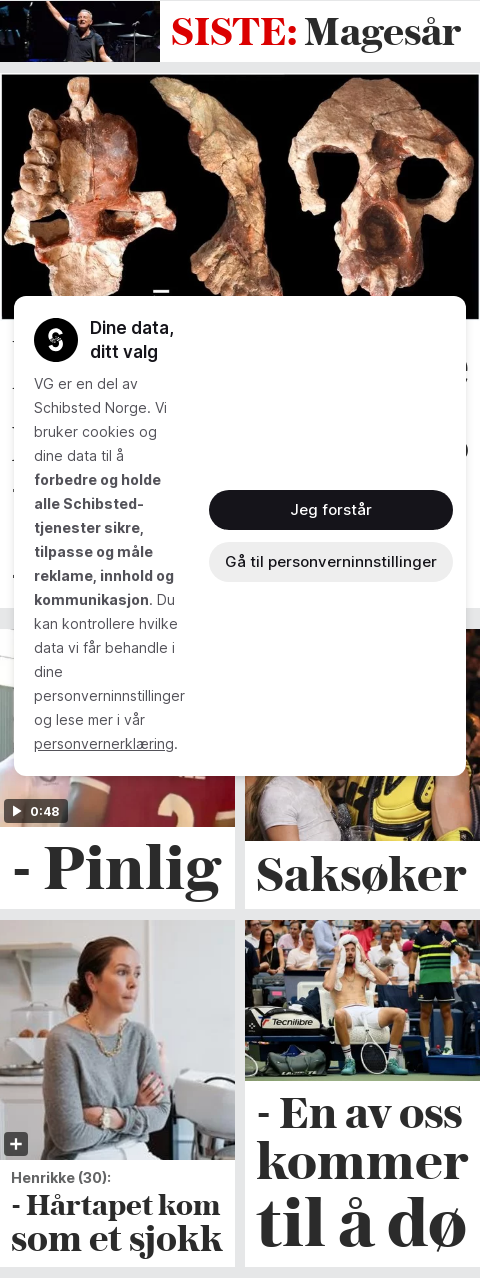 SISTE: Magesår
Dine data,
ditt valg
VG er en del av
Schibsted Norge. Vi
bruker cookies og
dine data til å
forbedre og holde
alle Schibsted-
tjenester sikre,
tilpasse og måle
reklame, innhold og
kommunikasjon. Du
kan kontrollere hvilke
data vi får behandle i
dine
personverninnstillinger
og lese mer i vår
personvernerklæring.
Jeg forstår
Gå til personverninnstillinger
0:48
- Pinlig
Saksøker
Tecnifibre
Henrikke (30):
- Hårtapet kom
som et sjokk
- En av oss
kommer
til å dø